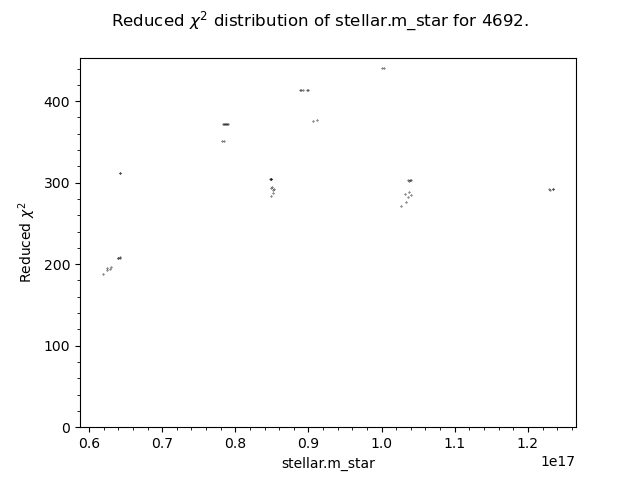 Reduced χ² distribution of stellar.m_star for 4692.
Reduced χ²
400
300
200
100
0
0.6 0.7 0.8 0.9 1.0 1.1 1.2
1e17
stellar.m_star